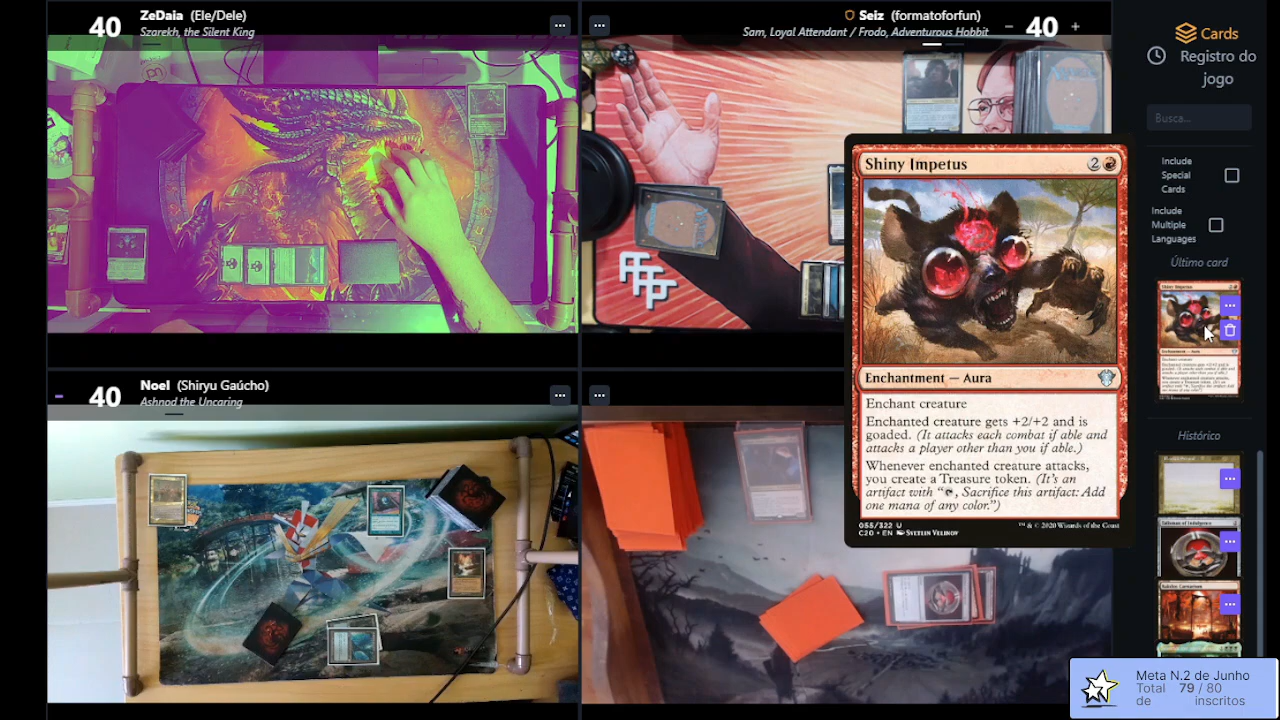 40
ZeDaia (Ele/Dele)
Szarekh, the Silent King
Seiz (formatoforfun)
Sam, Loyal Attendant / Frodo, Adventurous Hobbit
− 40 +
Cards
Registro do
jogo
Busca...
Include
Special
Cards
Include
Multiple
Languages
Último card
Shiny Impetus 2
Enchantment — Aura
Enchant creature
Enchanted creature gets +2/+2 and is
goaded. (It attacks each combat if able and
attacks a player other than you if able.)
Whenever enchanted creature attacks,
you create a Treasure token. (It's an
artifact with “, Sacrifice this artifact: Add
one mana of any color.”)
055/322 U
C20 • EN Svetlin Velinov
™ & © 2020 Wizards of the Coast
FFF
- 40
Noel (Shiryu Gaúcho)
Ashnod the Uncaring
Histórico
Talisman of Indulgence
Meta N.2 de Junho
Total de 79 / 80 inscritos